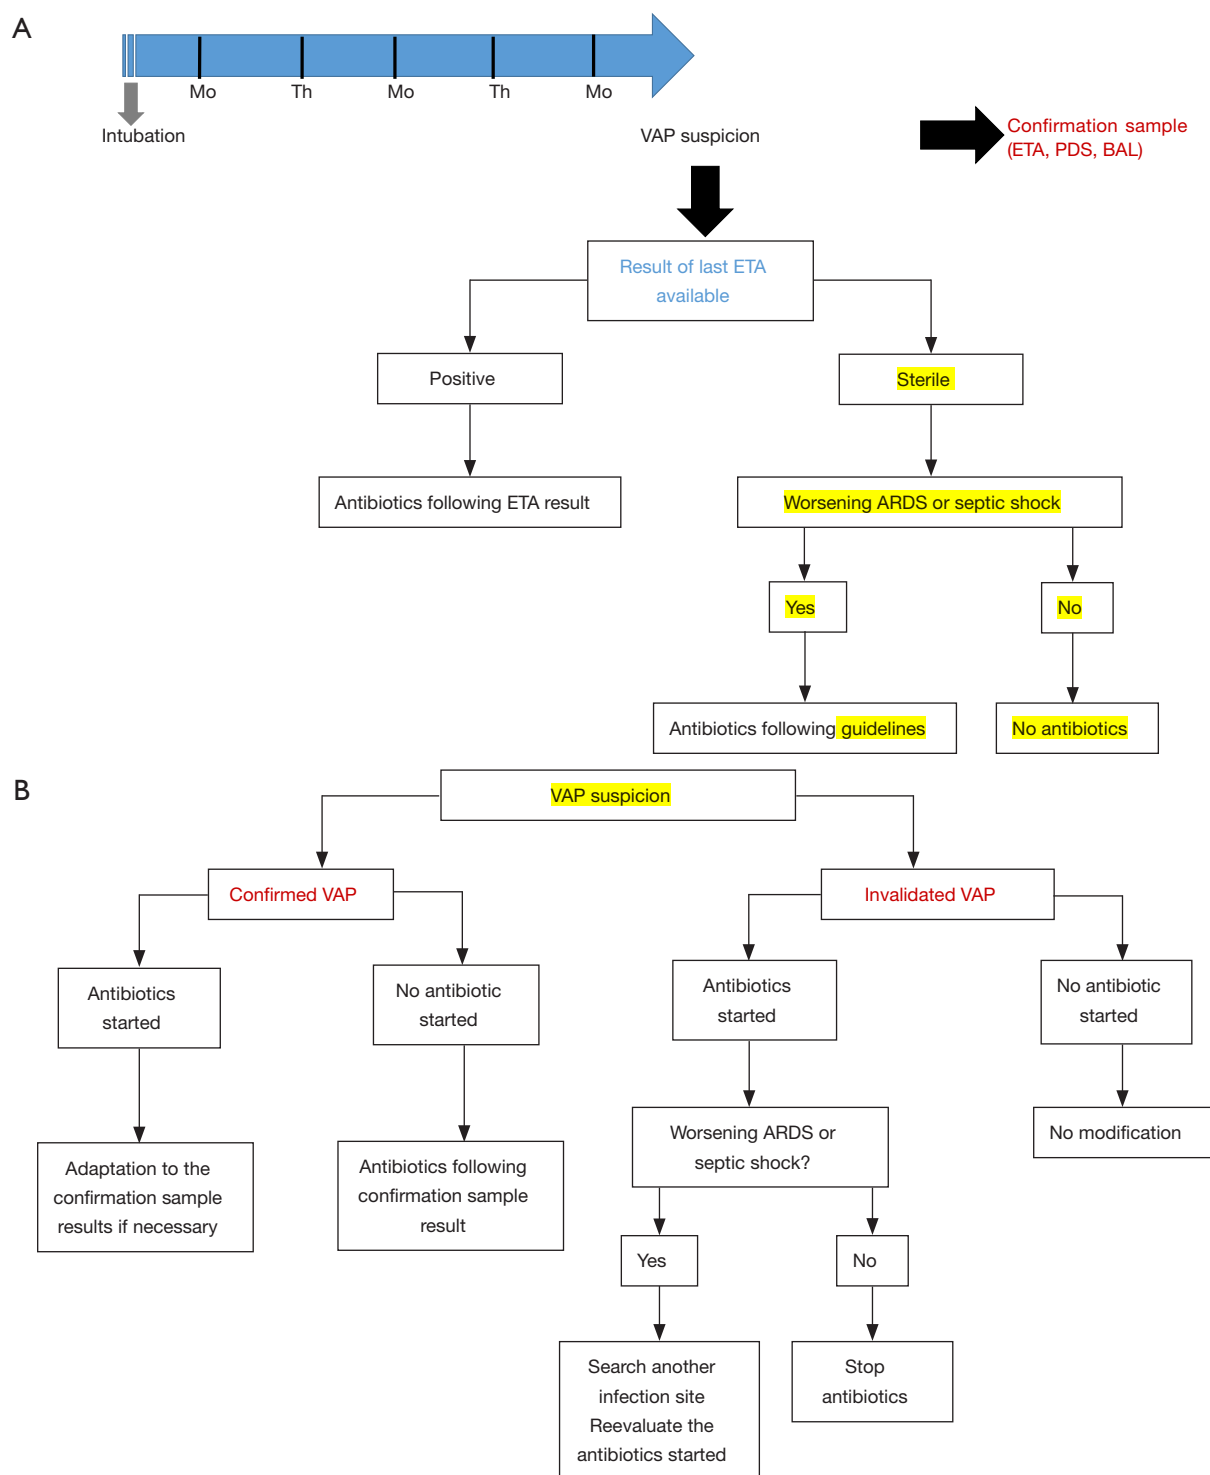 A
Mo
Th
Mo
Th
Mo
Intubation
VAP suspicion
Confirmation sample
(ETA, PDS, BAL)
Result of last ETA
available
Positive
Sterile
Antibiotics following ETA result
Worsening ARDS or septic shock
Yes
No
Antibiotics following guidelines
No antibiotics
B
VAP suspicion
Confirmed VAP
Invalidated VAP
Antibiotics
started
No antibiotic
started
Antibiotics
started
No antibiotic
started
Adaptation to the
confirmation sample
results if necessary
Antibiotics following
confirmation sample
result
Worsening ARDS or
septic shock?
No modification
Yes
No
Search another
infection site
Reevaluate the
antibiotics started
Stop
antibiotics